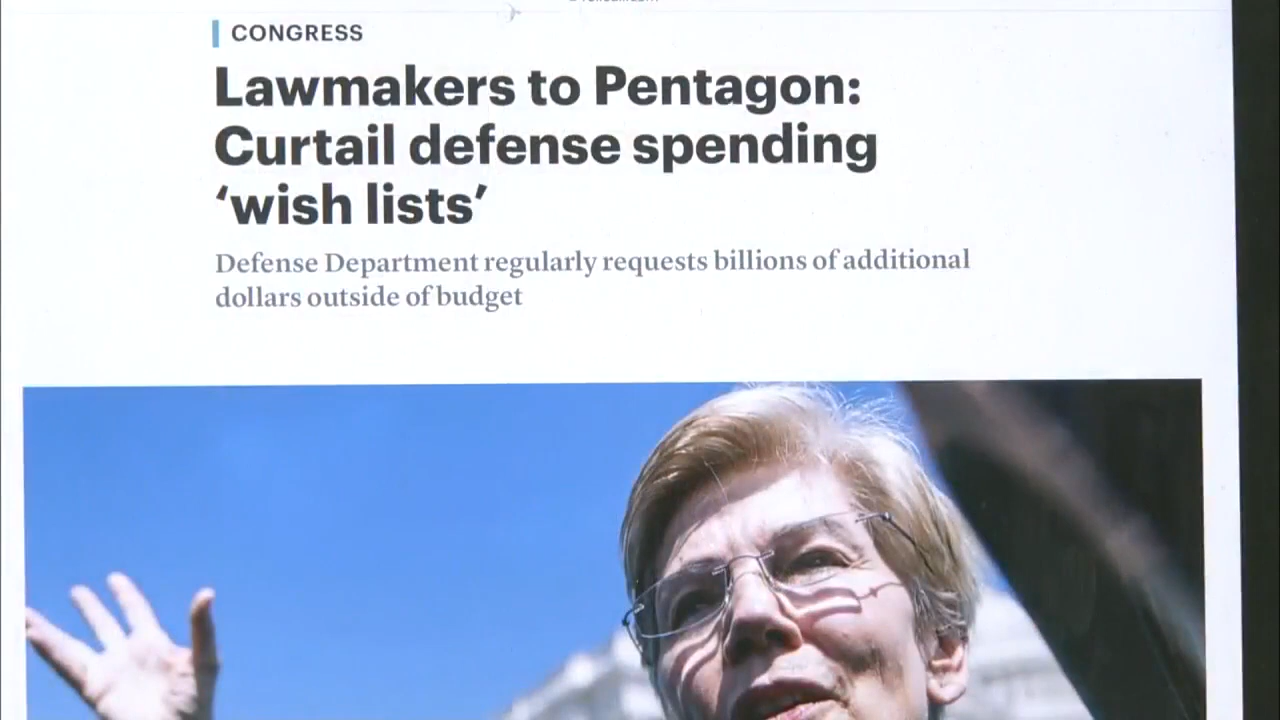 CONGRESS
Lawmakers to Pentagon:
Curtail defense spending
‘wish lists’
Defense Department regularly requests billions of additional
dollars outside of budget